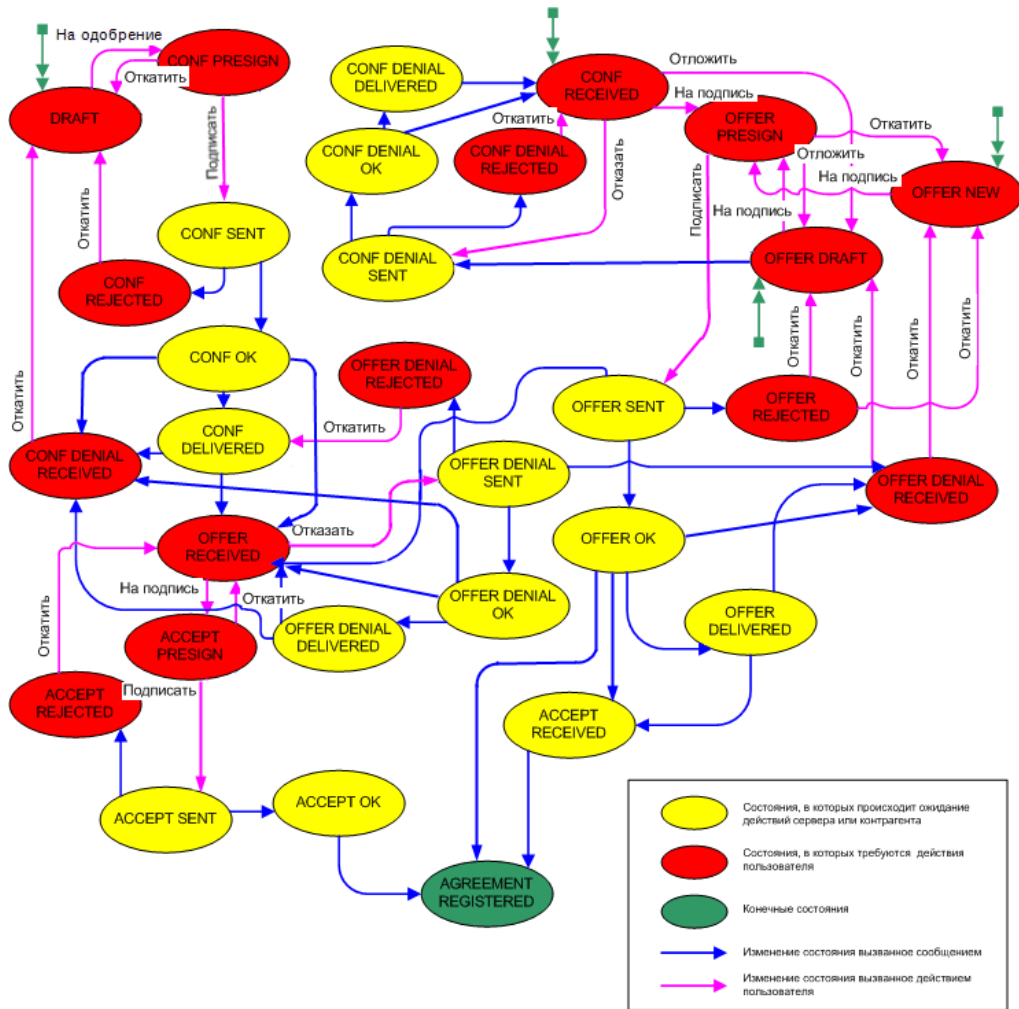 На одобрение
CONF PRESIGN
Откатить
DRAFT
Подписать
Откатить
Откатить
CONF SENT
CONF
REJECTED
CONF OK
CONF
DELIVERED
CONF DENIAL
RECEIVED
CONF DENIAL
DELIVERED
CONF
RECEIVED
Отложить
На подпись
Откатить
CONF DENIAL
OK
CONF DENIAL
REJECTED
Отказать
OFFER
PRESIGN
Откатить
Отложить
На подпись
OFFER NEW
Подписать
На подпись
CONF DENIAL
SENT
OFFER DRAFT
Откатить
Откатить
Откатить
Откатить
OFFER DENIAL
REJECTED
Откатить
OFFER SENT
OFFER
REJECTED
OFFER DENIAL
SENT
OFFER DENIAL
RECEIVED
OFFER
RECEIVED
Отказать
OFFER OK
На подпись
Откатить
OFFER DENIAL
OK
OFFER DENIAL
DELIVERED
OFFER
DELIVERED
Откатить
ACCEPT
PRESIGN
Подписать
ACCEPT
REJECTED
ACCEPT
RECEIVED
ACCEPT SENT
ACCEPT OK
AGREEMENT
REGISTERED
Состояния, в которых происходит ожидание
действий сервера или контрагента
Состояния, в которых требуются действия
пользователя
Конечные состояния
Изменение состояния вызванное сообщением
Изменение состояния вызванное действием
пользователя